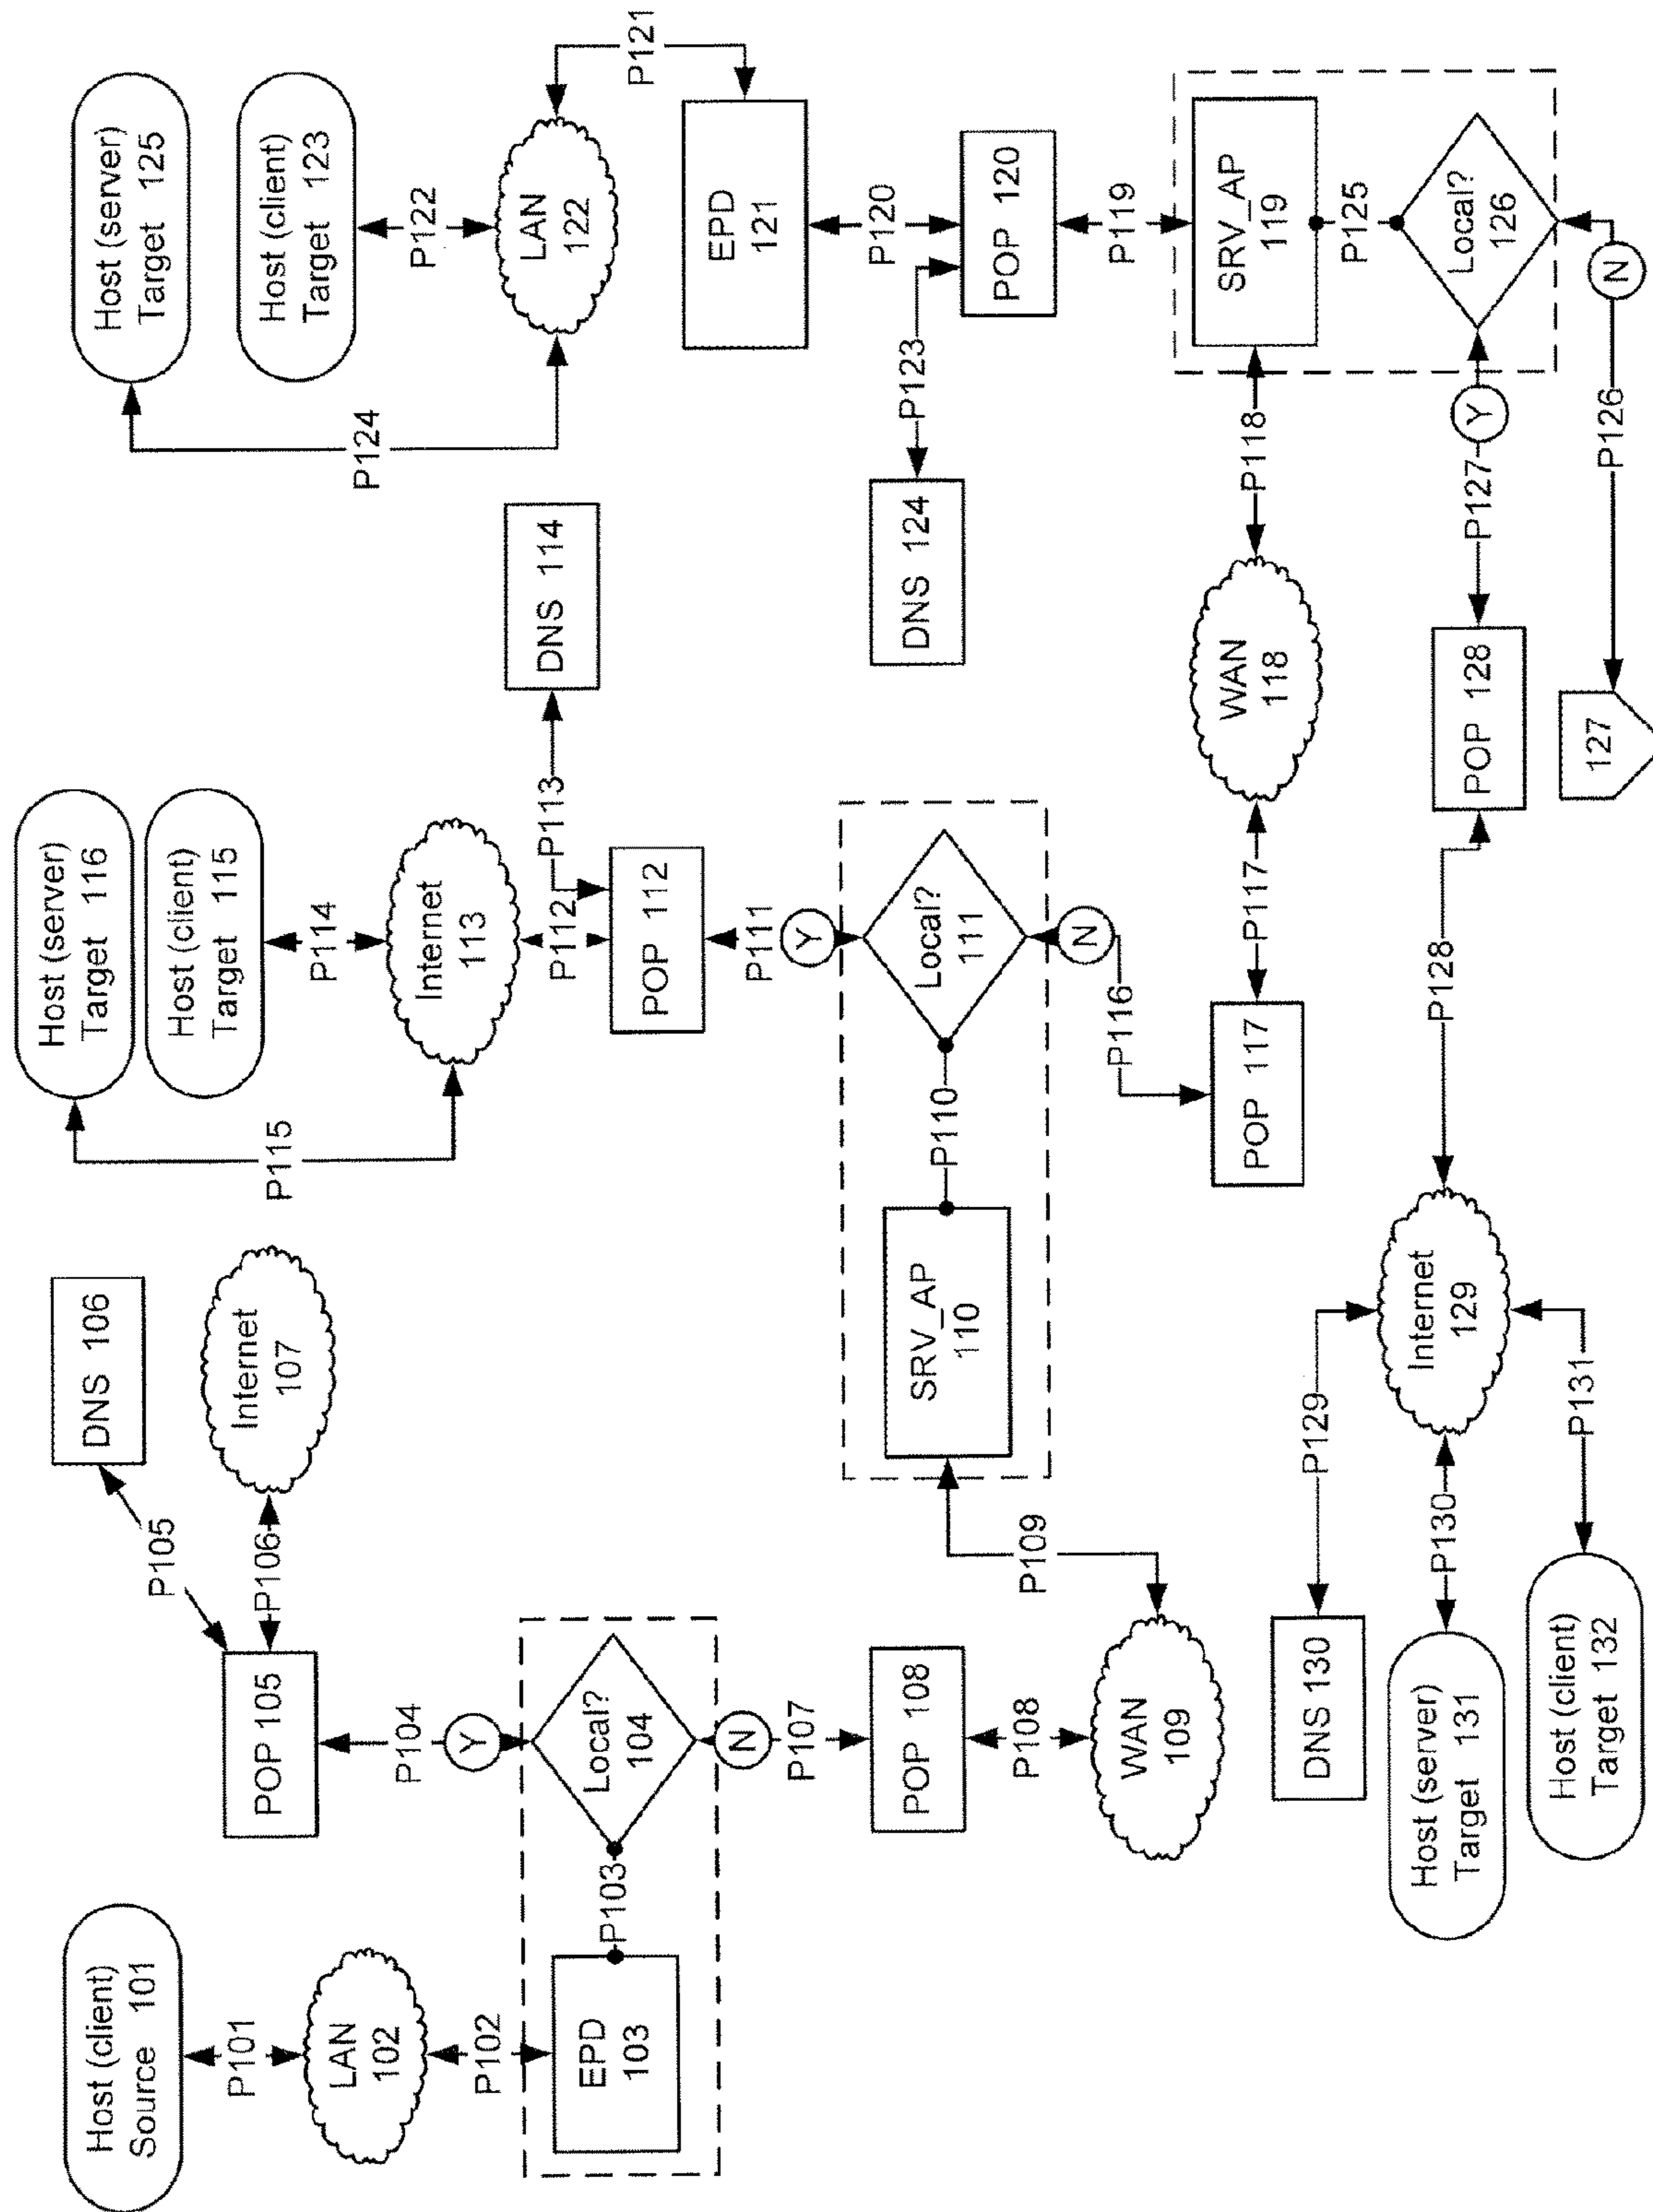 Host (client)
Source 101
P101
LAN
102
P102
EPD
103
P103
Local?
104
Y
P104
POP 105
P105
DNS 106
P106
Internet
107
N
P107
POP 108
P108
WAN
109
P109
SRV_AP
110
P110
Local?
111
Y
P111
POP 112
P112
Internet
113
P113
DNS 114
P114
Host (client)
Target 115
P115
Host (server)
Target 116
N
P116
POP 117
P117
WAN
118
P118
SRV_AP
119
P119
POP 120
P120
EPD
121
P121
LAN
122
P122
Host (client)
Target 123
P123
DNS 124
P124
Host (server)
Target 125
P125
Local?
126
N
P126
127
Y
P127
POP 128
P128
Internet
129
P129
DNS 130
P130
Host (server)
Target 131
P131
Host (client)
Target 132